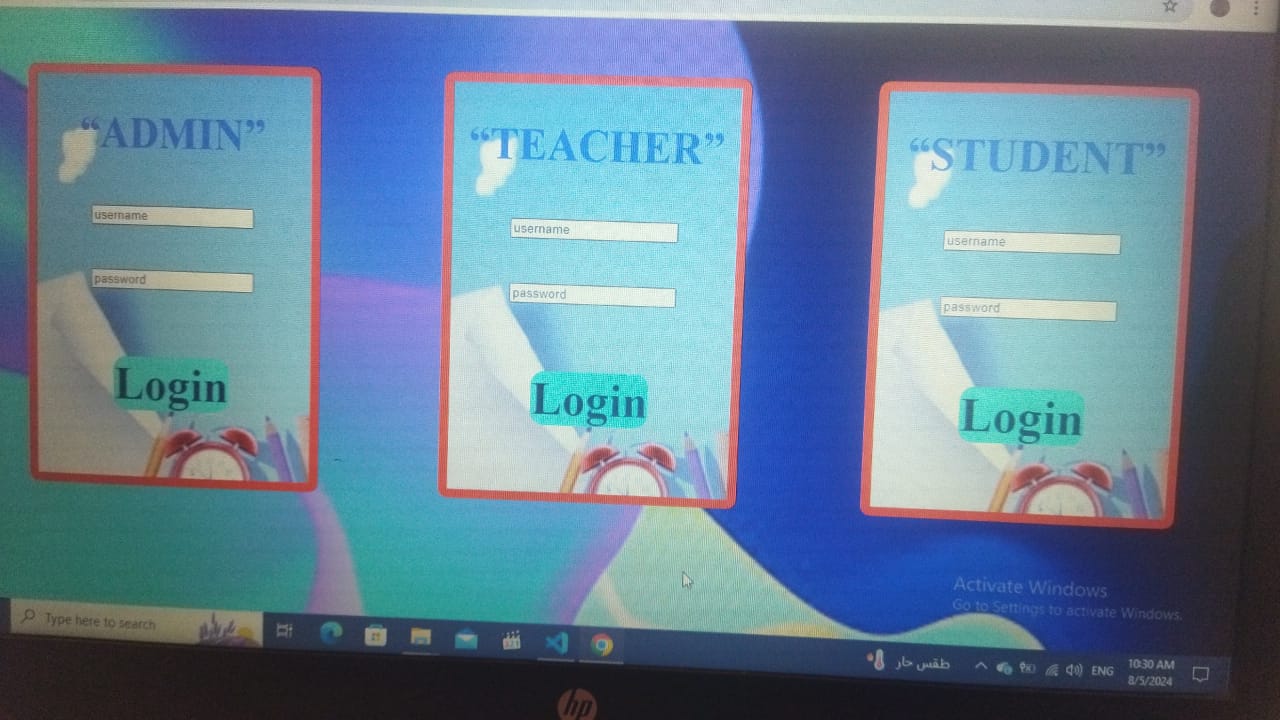 “ADMIN”
username
password
Login
“TEACHER”
username
password
Login
“STUDENT”
username
password
Login
Activate Windows
Go to Settings to activate Windows.
Type here to search
طقس حار
ENG
10:30 AM
8/5/2024
hp